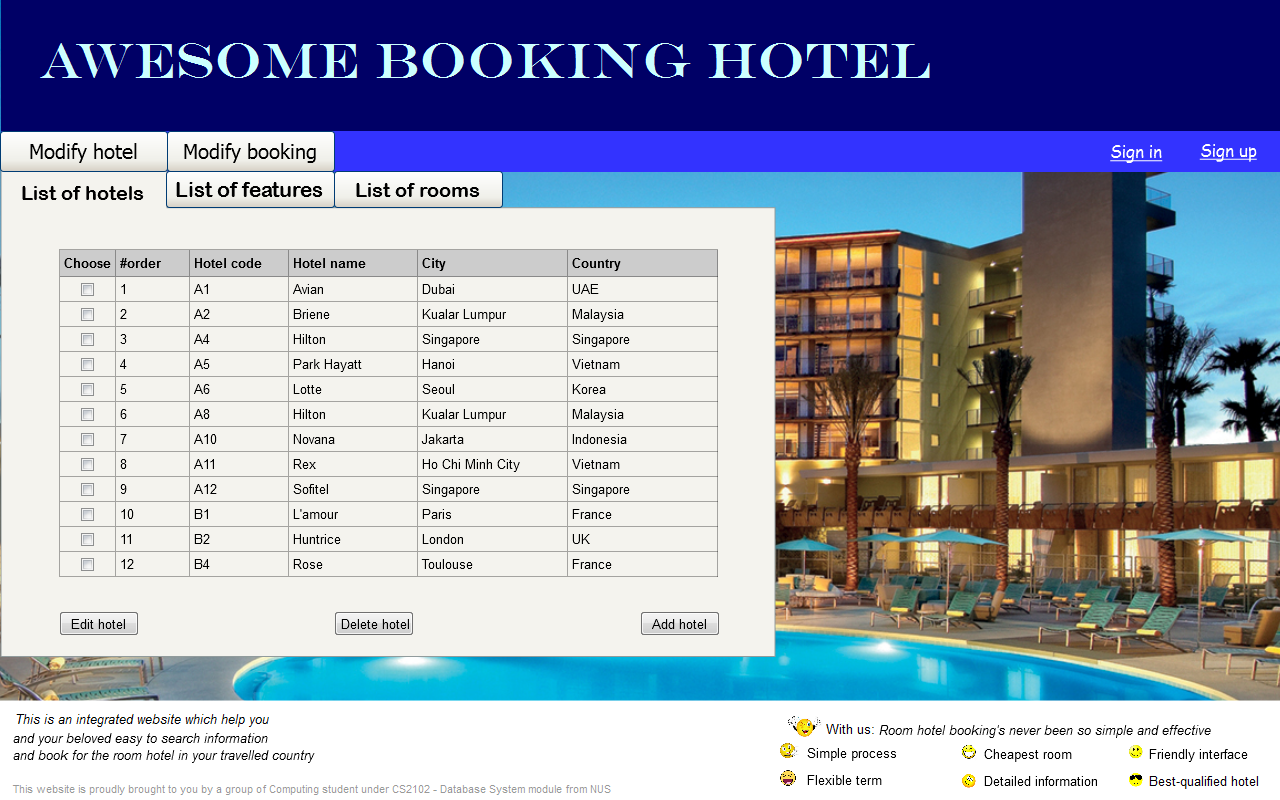 AWESOME BOOKING HOTEL
Modify hotel Modify booking Sign in Sign up
List of hotels List of features List of rooms
Choose #order Hotel code Hotel name City Country
1 A1 Avian Dubai UAE
2 A2 Briene Kualar Lumpur Malaysia
3 A4 Hilton Singapore Singapore
4 A5 Park Hayatt Hanoi Vietnam
5 A6 Lotte Seoul Korea
6 A8 Hilton Kualar Lumpur Malaysia
7 A10 Novana Jakarta Indonesia
8 A11 Rex Ho Chi Minh City Vietnam
9 A12 Sofitel Singapore Singapore
10 B1 L'amour Paris France
11 B2 Huntrice London UK
12 B4 Rose Toulouse France
Edit hotel Delete hotel Add hotel
This is an integrated website which help you
and your beloved easy to search information
and book for the room hotel in your travelled country
This website is proudly brought to you by a group of Computing student under CS2102 - Database System module from NUS
With us: Room hotel booking's never been so simple and effective
Simple process Cheapest room Friendly interface
Flexible term Detailed information Best-qualified hotel